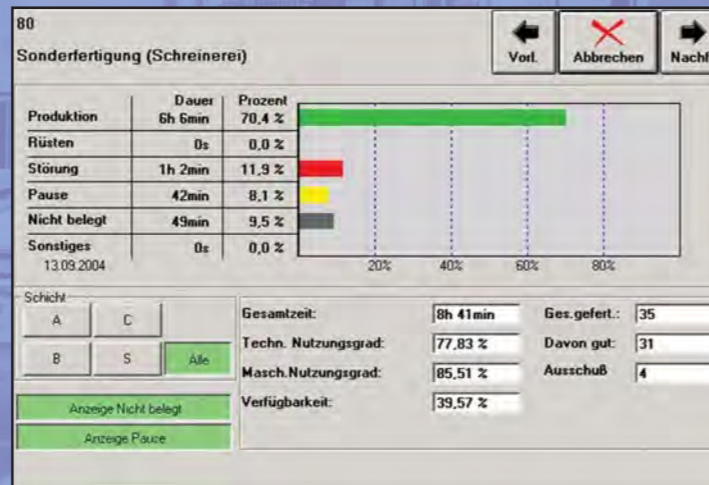 80
Sonderfertigung (Schreinerei)
Vorl.
Abbrechen
Nachf
Dauer Prozent
Produktion 6h 6min 70,4 %
Rüsten 0s 0,0 %
Störung 1h 2min 11,9 %
Pause 42min 8,1 %
Nicht belegt 49min 9,5 %
Sonstiges 0s 0,0 %
13.09.2004
20% 40% 60% 80%
Schicht
A C
B S Alle
Anzeige Nicht belegt
Anzeige Pause
Gesamtzeit: 8h 41min Ges.gefert.: 35
Techn. Nutzungsgrad: 77,83 % Davon gut: 31
Masch.Nutzungsgrad: 85,51 % Ausschuß 4
Verfügbarkeit: 39,57 %